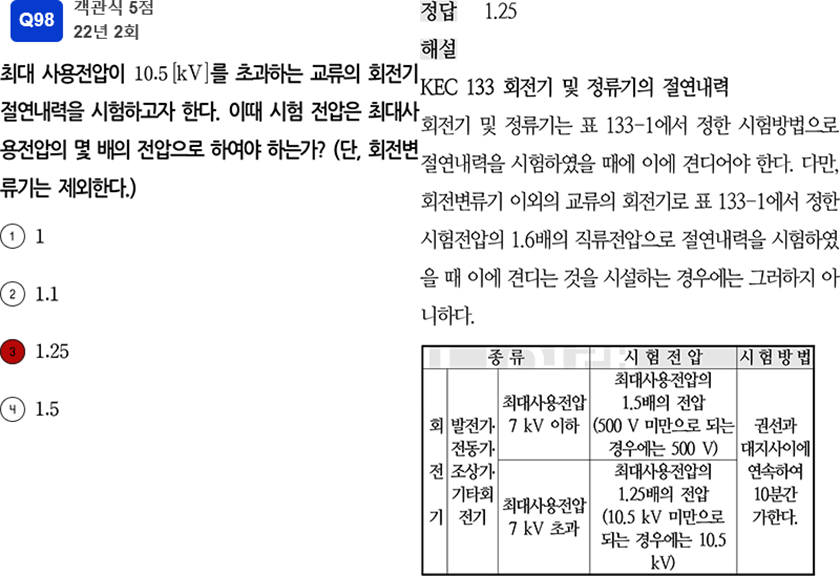 Q98
객관식 5점
22년 2회
최대 사용전압이 10.5[kV]를 초과하는 교류의 회전기
절연내력을 시험하고자 한다. 이때 시험 전압은 최대사
용전압의 몇 배의 전압으로 하여야 하는가? (단, 회전변
류기는 제외한다.)
① 1
② 1.1
3 1.25
④ 1.5
정답 1.25
해설
KEC 133 회전기 및 정류기의 절연내력
회전기 및 정류기는 표 133-1에서 정한 시험방법으로
절연내력을 시험하였을 때에 이에 견디어야 한다. 다만,
회전변류기 이외의 교류의 회전기로 표 133-1에서 정한
시험전압의 1.6배의 직류전압으로 절연내력을 시험하였
을 때 이에 견디는 것을 시설하는 경우에는 그러하지 아
니하다.
종 류 시 험 전 압 시 험 방 법
회
전
기
발전기·
전동기·
조상기·
기타회
전기
최대사용전압
7 kV 이하
최대사용전압의
1.5배의 전압
(500 V 미만으로 되는
경우에는 500 V)
최대사용전압
7 kV 초과
최대사용전압의
1.25배의 전압
(10.5 kV 미만으로
되는 경우에는 10.5
kV)
권선과
대지사이에
연속하여
10분간
가한다.